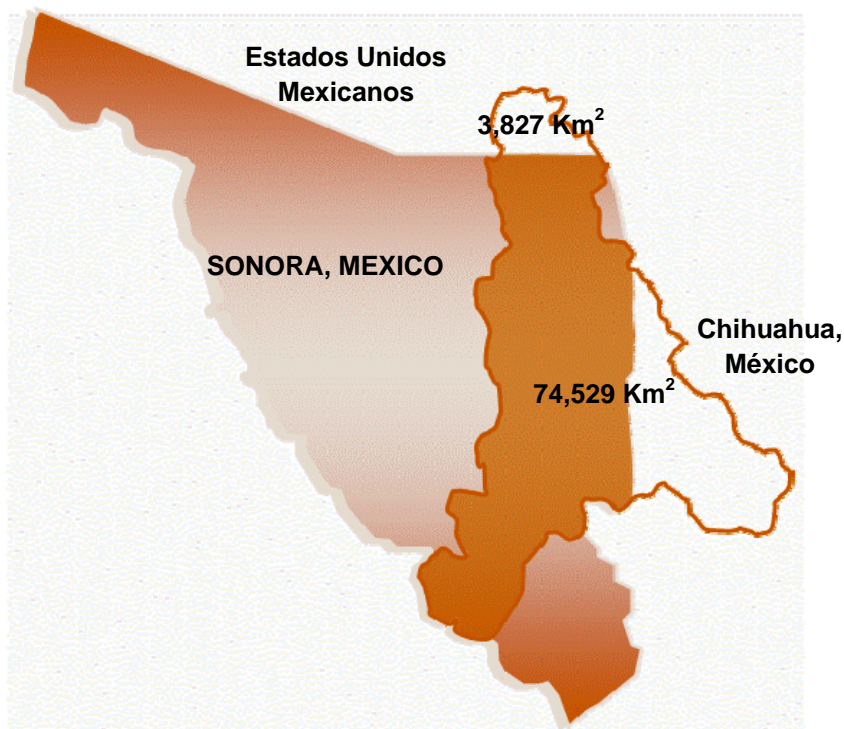 Estados Unidos
Mexicanos
3,827 Km²
SONORA, MEXICO
Chihuahua,
México
74,529 Km²